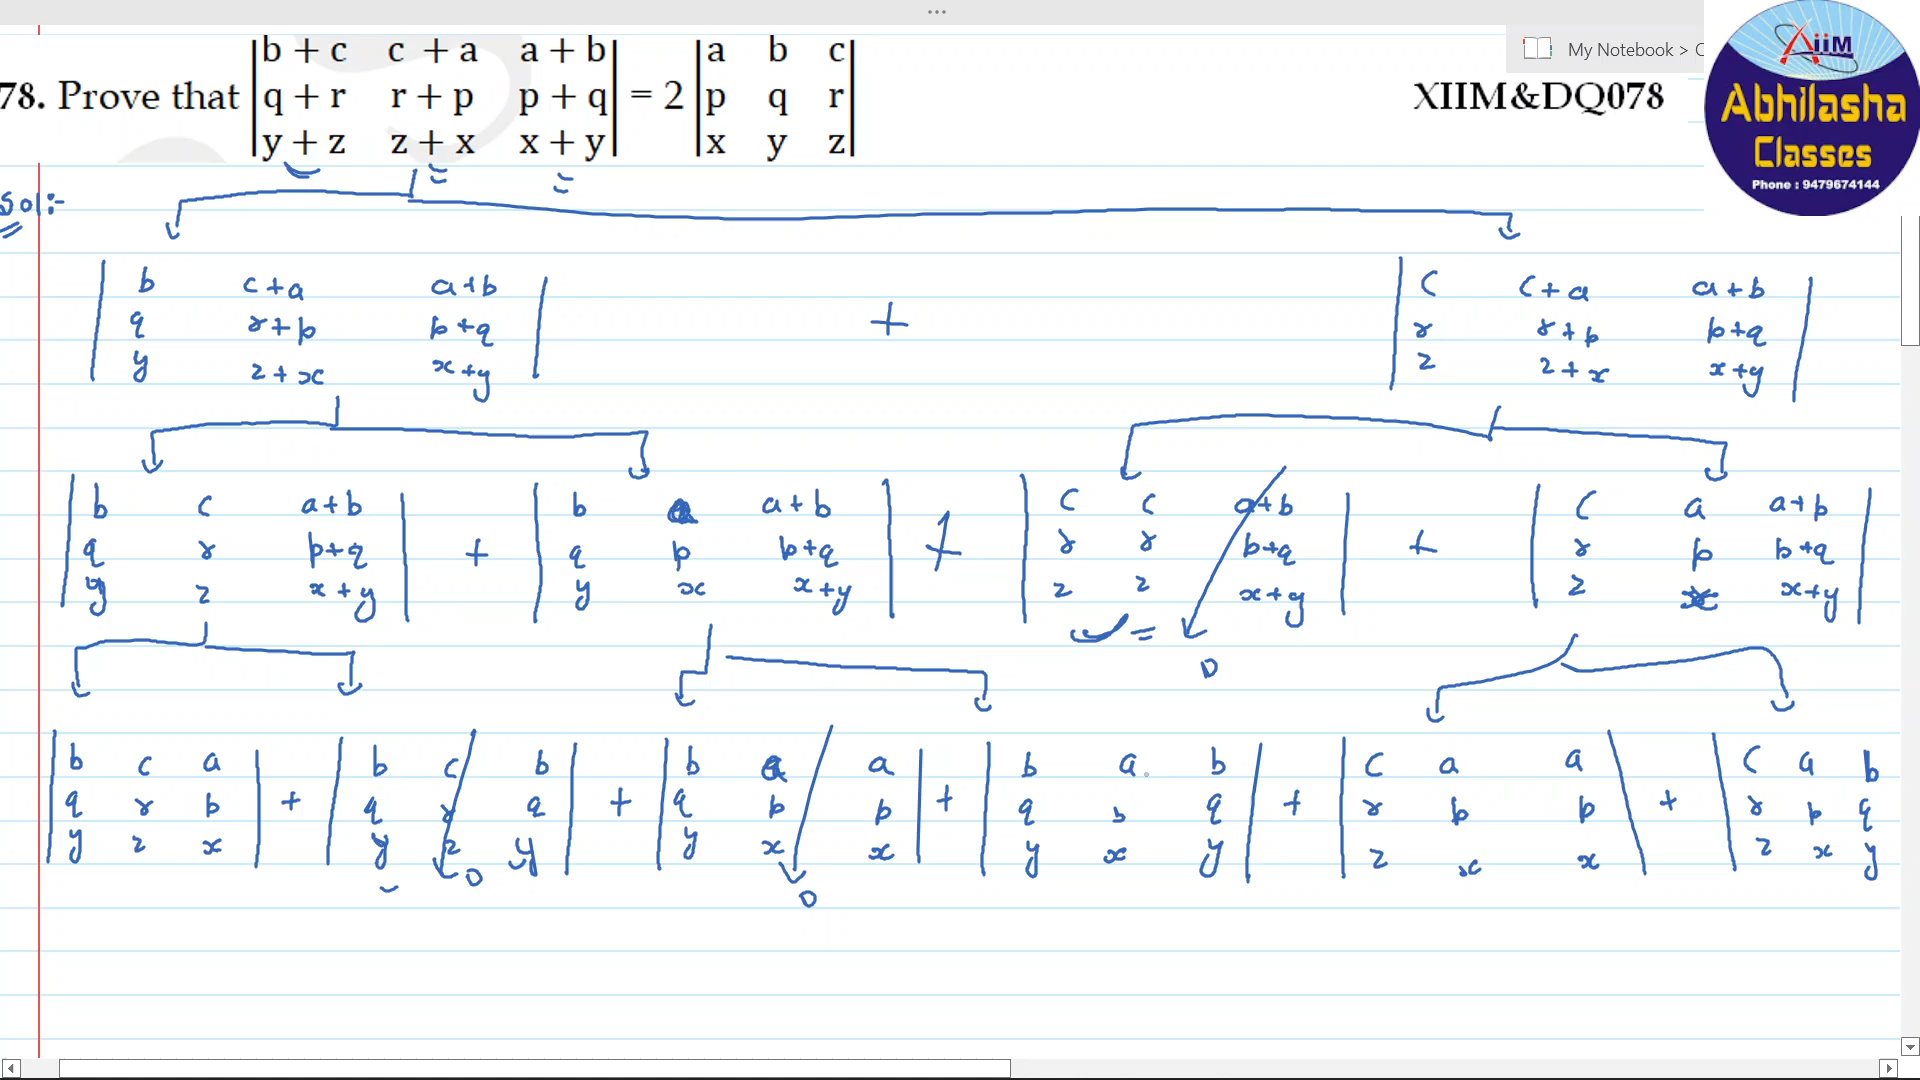 ...
My Notebook > C
AiiM
Abhilasha
Classes
Phone : 9479674144
|b + c c + a a + b| |a b c|
78. Prove that |q + r r + p p + q| = 2 |p q r| XIIM&DQ078
|y + z z + x x + y| |x y z|
Sol:-
| b c+a a+b | | c c+a a+b |
| q r+p p+q | + | r r+p p+q |
| y z+x x+y | | z z+x x+y |
| b c a+b | | b a a+b | | c c a+b | | c a a+b |
| q r p+q | + | q p p+q | + | r r p+q | + | r p p+q |
| y z x+y | | y x x+y | | z z x+y | | z x x+y |
= 0
| b c a | | b c b | | b a a | | b a b | | c a a | | c a b |
| q r p | + | q r q | + | q p p | + | q p q | + | r p p | + | r p q |
| y z x | | y z y | | y x x | | y x y | | z x x | | z x y |
0 0